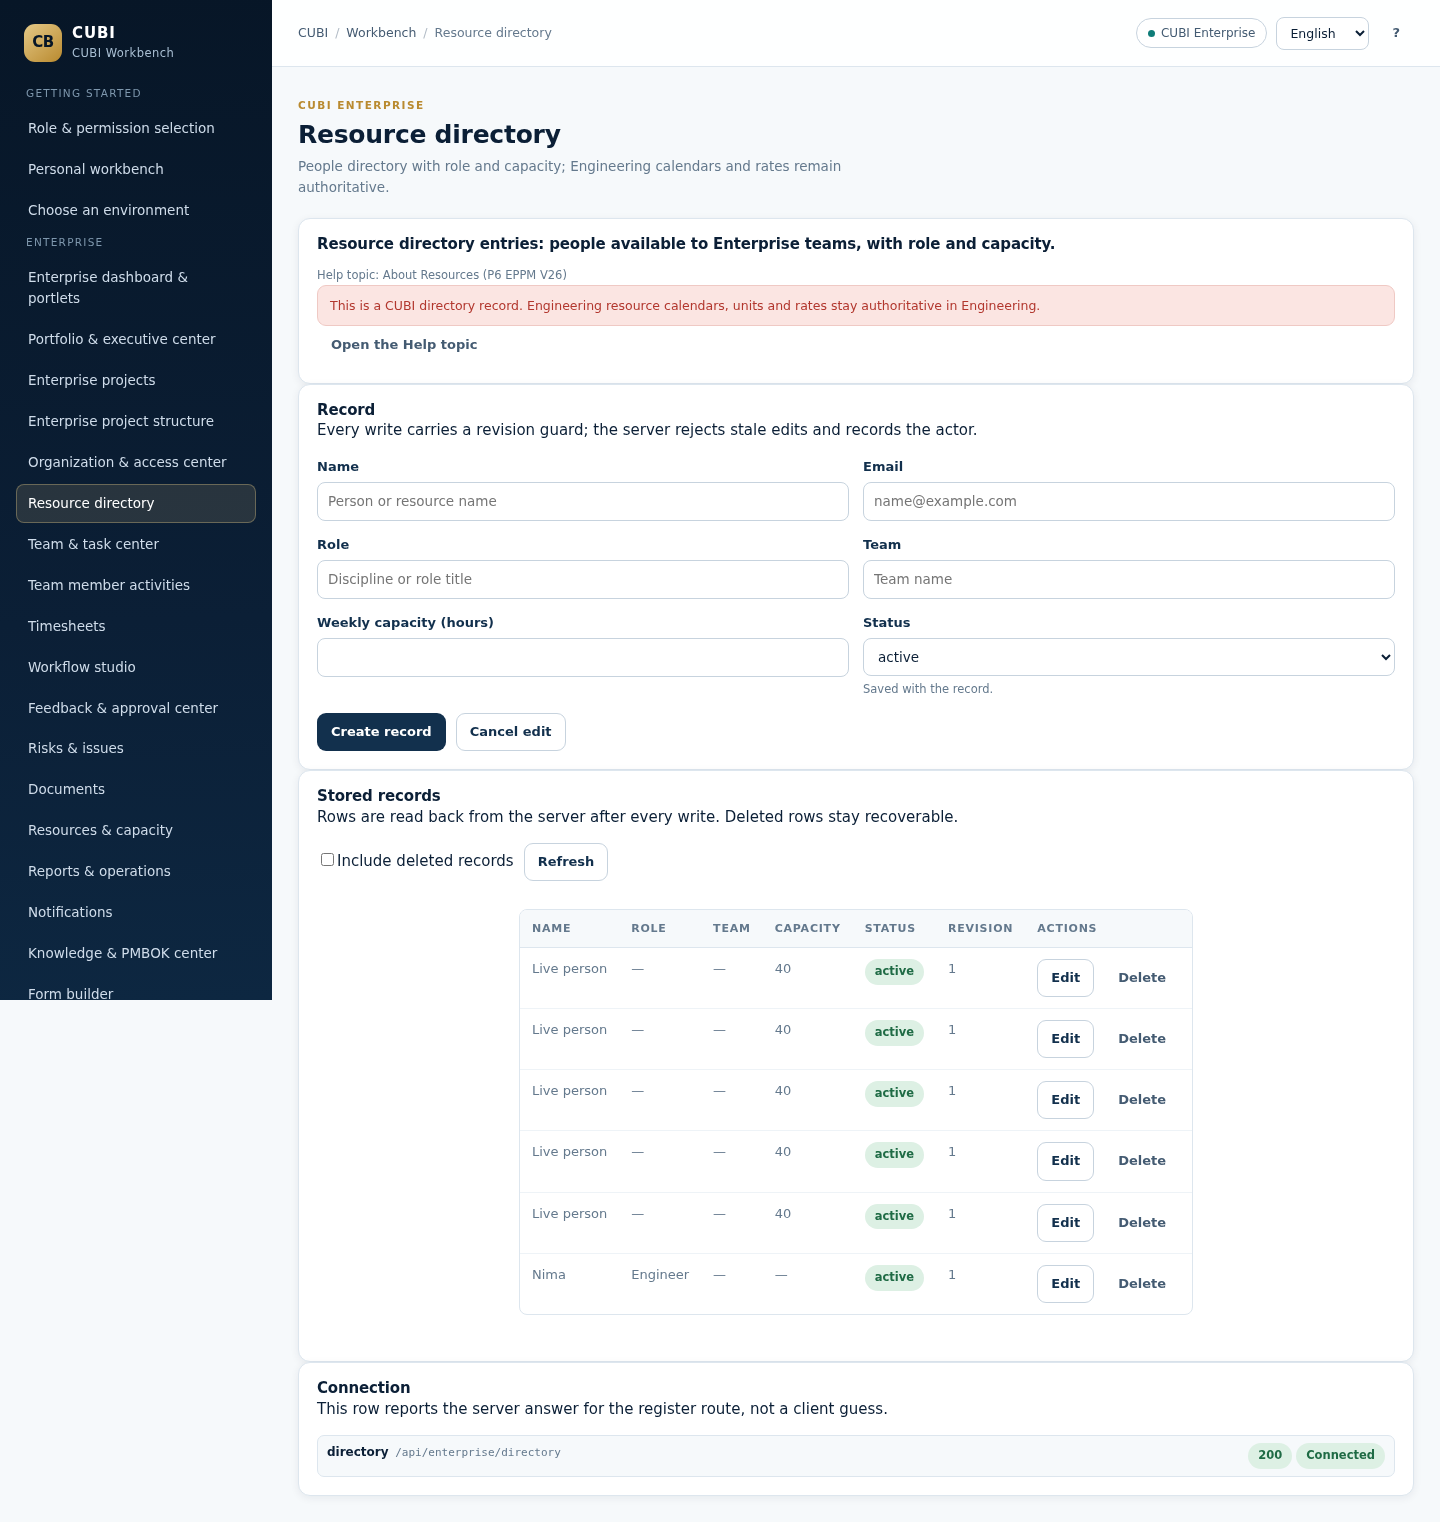 CB
CUBI
CUBI Workbench
GETTING STARTED
Role & permission selection
Personal workbench
Choose an environment
ENTERPRISE
Enterprise dashboard &
portlets
Portfolio & executive center
Enterprise projects
Enterprise project structure
Organization & access center
Resource directory
Team & task center
Team member activities
Timesheets
Workflow studio
Feedback & approval center
Risks & issues
Documents
Resources & capacity
Reports & operations
Notifications
Knowledge & PMBOK center
Form builder
CUBI / Workbench / Resource directory
CUBI Enterprise
English
?
CUBI ENTERPRISE
Resource directory
People directory with role and capacity; Engineering calendars and rates remain
authoritative.
Resource directory entries: people available to Enterprise teams, with role and capacity.
Help topic: About Resources (P6 EPPM V26)
This is a CUBI directory record. Engineering resource calendars, units and rates stay authoritative in Engineering.
Open the Help topic
Record
Every write carries a revision guard; the server rejects stale edits and records the actor.
Name Email
Person or resource name name@example.com
Role Team
Discipline or role title Team name
Weekly capacity (hours) Status
active
Saved with the record.
Create record Cancel edit
Stored records
Rows are read back from the server after every write. Deleted rows stay recoverable.
Include deleted records Refresh
NAME ROLE TEAM CAPACITY STATUS REVISION ACTIONS
Live person — — 40 active 1 Edit Delete
Live person — — 40 active 1 Edit Delete
Live person — — 40 active 1 Edit Delete
Live person — — 40 active 1 Edit Delete
Live person — — 40 active 1 Edit Delete
Nima Engineer — — active 1 Edit Delete
Connection
This row reports the server answer for the register route, not a client guess.
directory /api/enterprise/directory 200 Connected